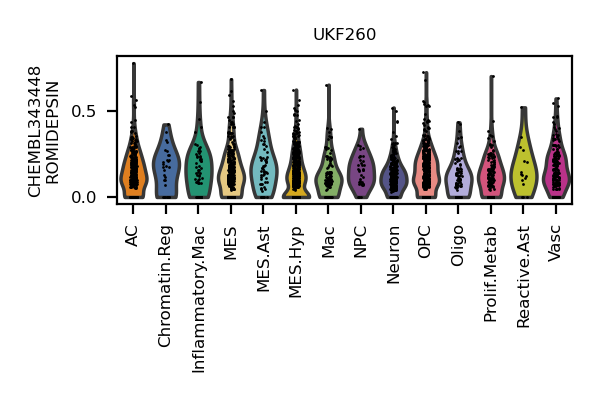 UKF260
CHEMBL343448
ROMIDEPSIN
0.5
0.0
AC
Chromatin.Reg
Inflammatory.Mac
MES
MES.Ast
MES.Hyp
Mac
NPC
Neuron
OPC
Oligo
Prolif.Metab
Reactive.Ast
Vasc